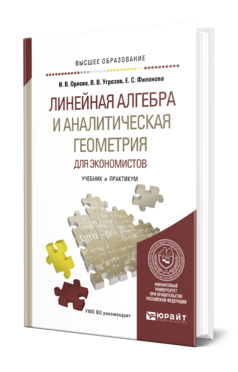 ВЫСШЕЕ ОБРАЗОВАНИЕ
И. В. Орлова, В. В. Угрозов, Е. С. Филонова
ЛИНЕЙНАЯ АЛГЕБРА
И АНАЛИТИЧЕСКАЯ
ГЕОМЕТРИЯ
ДЛЯ ЭКОНОМИСТОВ
УЧЕБНИК И ПРАКТИКУМ
ФИНАНСОВЫЙ
УНИВЕРСИТЕТ
ПРИ ПРАВИТЕЛЬСТВЕ
РОССИЙСКОЙ ФЕДЕРАЦИИ
УМО ВО рекомендует
юрайт